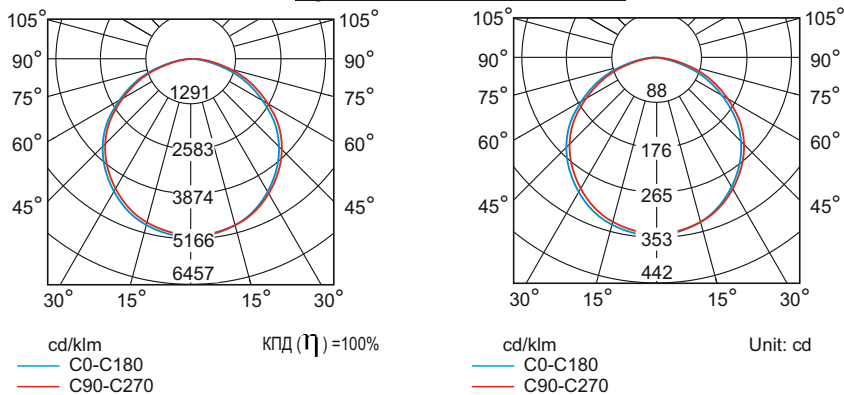 105° 105°
90° 90°
75° 75°
60° 60°
45° 45°
30° 15° 15° 30°
1291
2583
3874
5166
6457
cd/klm
C0-C180
C90-C270
КПД (η) =100%
105° 105°
90° 90°
75° 75°
60° 60°
45° 45°
30° 15° 15° 30°
88
176
265
353
442
cd/klm
C0-C180
C90-C270
Unit: cd